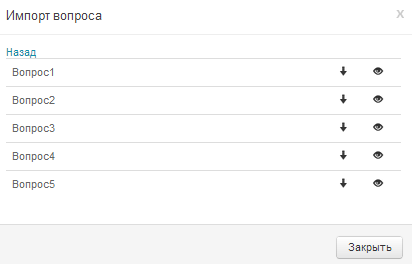 Импорт вопроса x
Назад
Вопрос1
Вопрос2
Вопрос3
Вопрос4
Вопрос5
Закрыть